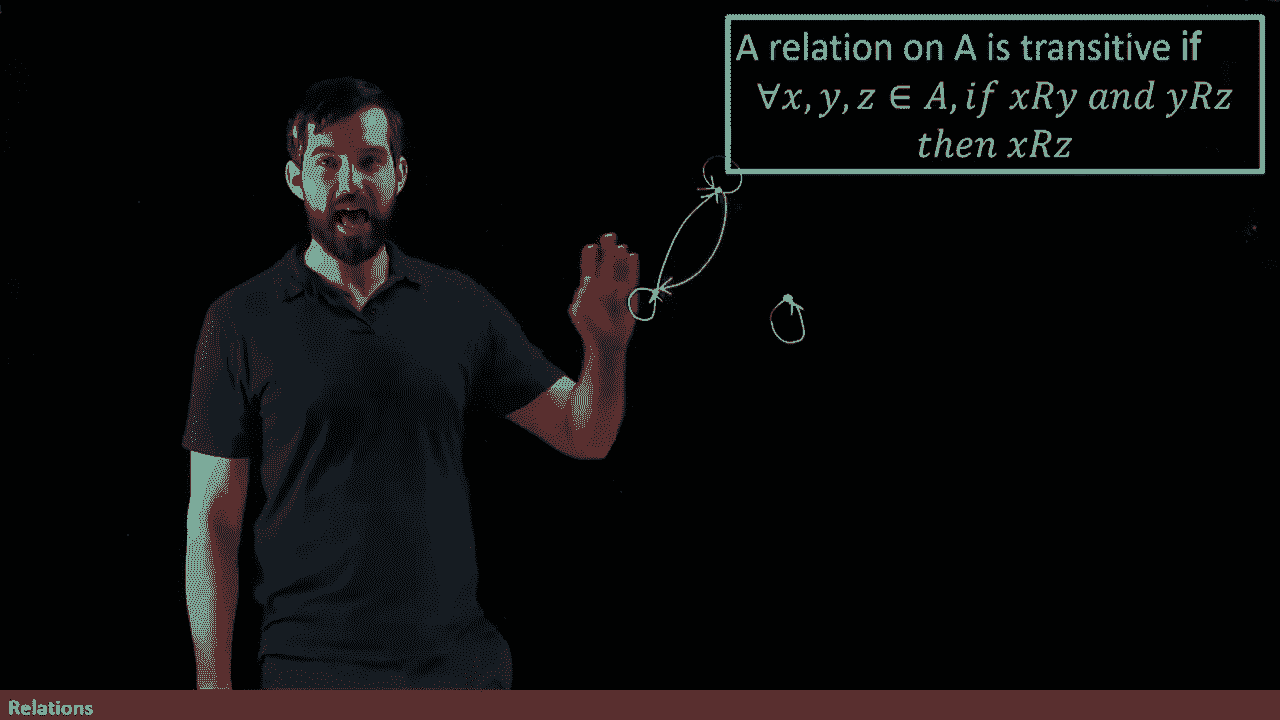 A relation on A is transitive if
∀x, y, z ∈ A, if xRy and yRz
then xRz
Relations